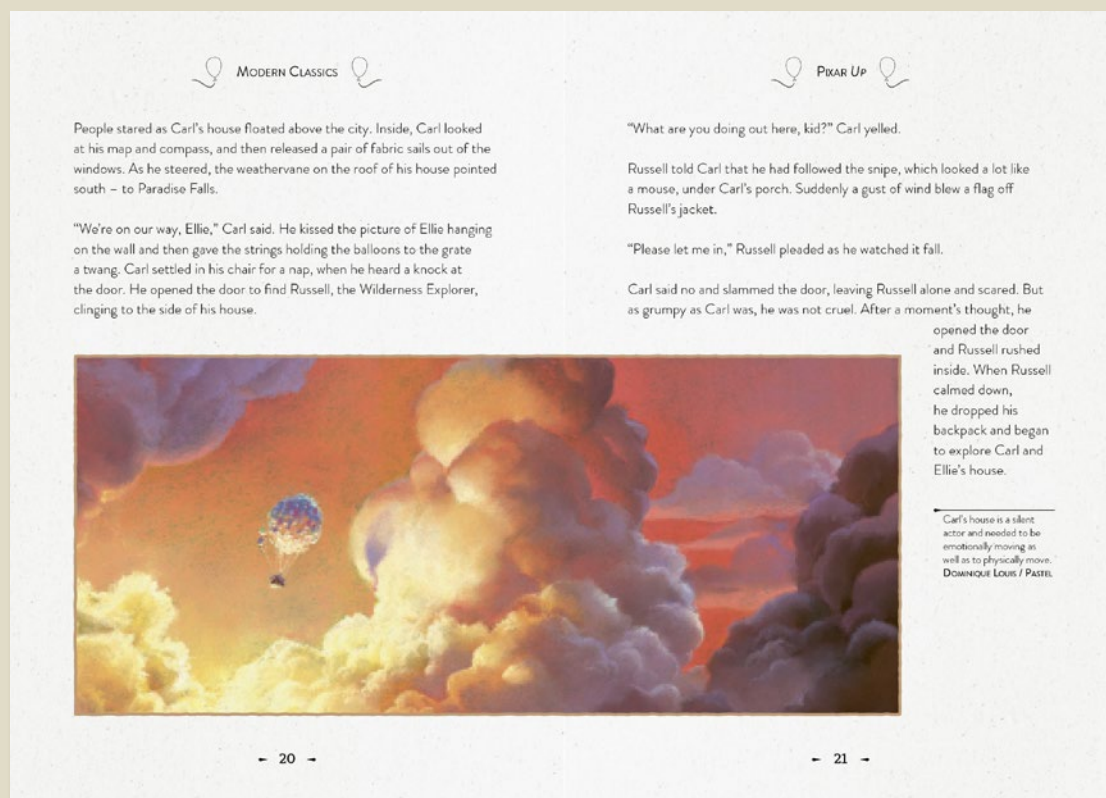 Modern Classics
People stared as Carl's house floated above the city. Inside, Carl looked
at his map and compass, and then released a pair of fabric sails out of the
windows. As he steered, the weathervane on the roof of his house pointed
south – to Paradise Falls.
“We're on our way, Ellie,” Carl said. He kissed the picture of Ellie hanging
on the wall and then gave the strings holding the balloons to the grate
a twang. Carl settled in his chair for a nap, when he heard a knock at
the door. He opened the door to find Russell, the Wilderness Explorer,
clinging to the side of his house.
20
Pixar Up
“What are you doing out here, kid?” Carl yelled.
Russell told Carl that he had followed the snipe, which looked a lot like
a mouse, under Carl's porch. Suddenly a gust of wind blew a flag off
Russell's jacket.
“Please let me in,” Russell pleaded as he watched it fall.
Carl said no and slammed the door, leaving Russell alone and scared. But
as grumpy as Carl was, he was not cruel. After a moment's thought, he
opened the door
and Russell rushed
inside. When Russell
calmed down,
he dropped his
backpack and began
to explore Carl and
Ellie's house.
Carl's house is a silent
actor and needed to be
emotionally moving as
well as to physically move.
Dominique Louis / Pastel
21